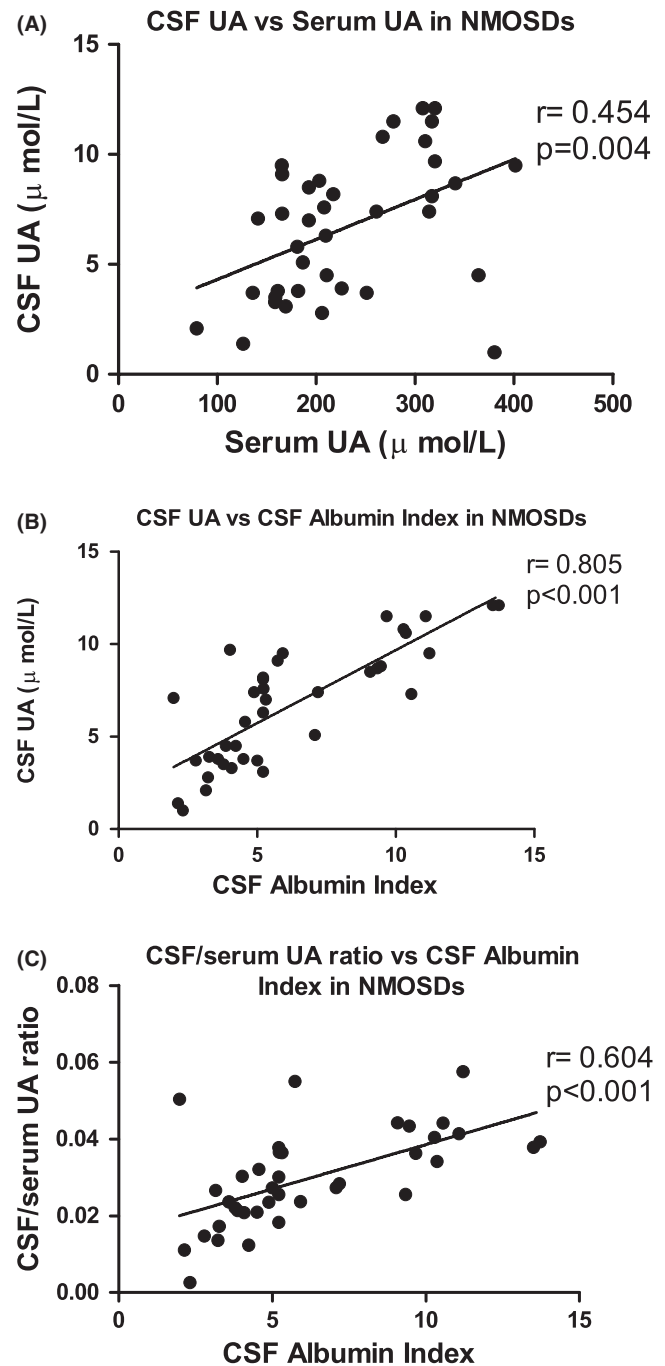 (A)
CSF UA vs Serum UA in NMOSDs
15
10
5
0
CSF UA (μ mol/L)
r= 0.454
p=0.004
0 100 200 300 400 500
Serum UA (μ mol/L)
(B)
CSF UA vs CSF Albumin Index in NMOSDs
15
10
5
0
CSF UA (μ mol/L)
r= 0.805
p<0.001
0 5 10 15
CSF Albumin Index
(C)
CSF/serum UA ratio vs CSF Albumin
Index in NMOSDs
0.08
0.06
0.04
0.02
0.00
CSF/serum UA ratio
r= 0.604
p<0.001
0 5 10 15
CSF Albumin Index